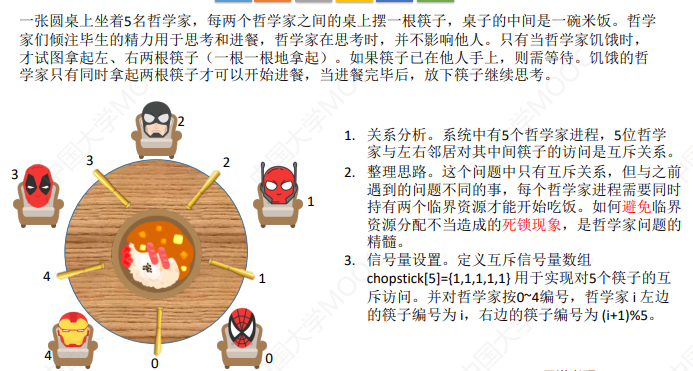 一张圆桌上坐着5名哲学家，每两个哲学家之间的桌上摆一根筷子，桌子的中间是一碗米饭。哲学
家们倾注毕生的精力用于思考和进餐，哲学家在思考时，并不影响他人。只有当哲学家饥饿时，
才试图拿起左、右两根筷子（一根一根地拿起）。如果筷子已在他人手上，则需等待。饥饿的哲
学家只有同时拿起两根筷子才可以开始进餐，当进餐完毕后，放下筷子继续思考。
2
3
2
3
1
4
1
4
0
0
1. 关系分析。系统中有5个哲学家进程，5位哲学
家与左右邻居对其中间筷子的访问是互斥关系。
2. 整理思路。这个问题中只有互斥关系，但与之前
遇到的问题不同的事，每个哲学家进程需要同时
持有两个临界资源才能开始吃饭。如何避免临界
资源分配不当造成的死锁现象，是哲学家问题的
精髓。
3. 信号量设置。定义互斥信号量数组
chopstick[5]={1,1,1,1,1} 用于实现对5个筷子的互
斥访问。并对哲学家按0~4编号，哲学家 i 左边
的筷子编号为 i，右边的筷子编号为 (i+1)%5。